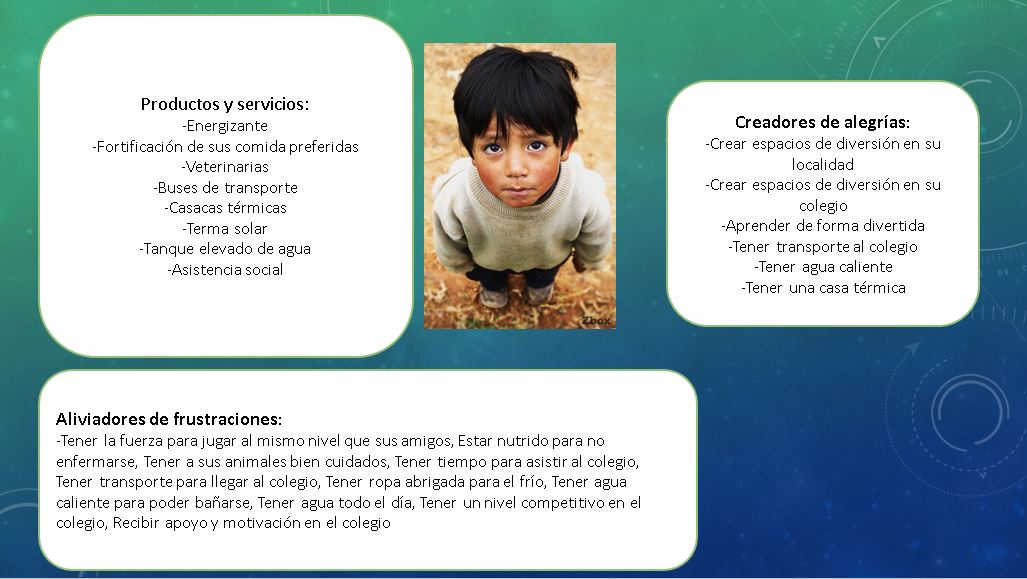 Productos y servicios:
-Energizante
-Fortificación de sus comida preferidas
-Veterinarias
-Buses de transporte
-Casacas térmicas
-Terma solar
-Tanque elevado de agua
-Asistencia social
Zbox
Creadores de alegrías:
-Crear espacios de diversión en su
localidad
-Crear espacios de diversión en su
colegio
-Aprender de forma divertida
-Tener transporte al colegio
-Tener agua caliente
-Tener una casa térmica
Aliviadores de frustraciones:
-Tener la fuerza para jugar al mismo nivel que sus amigos, Estar nutrido para no
enfermarse, Tener a sus animales bien cuidados, Tener tiempo para asistir al colegio,
Tener transporte para llegar al colegio, Tener ropa abrigada para el frío, Tener agua
caliente para poder bañarse, Tener agua todo el día, Tener un nivel competitivo en el
colegio, Recibir apoyo y motivación en el colegio